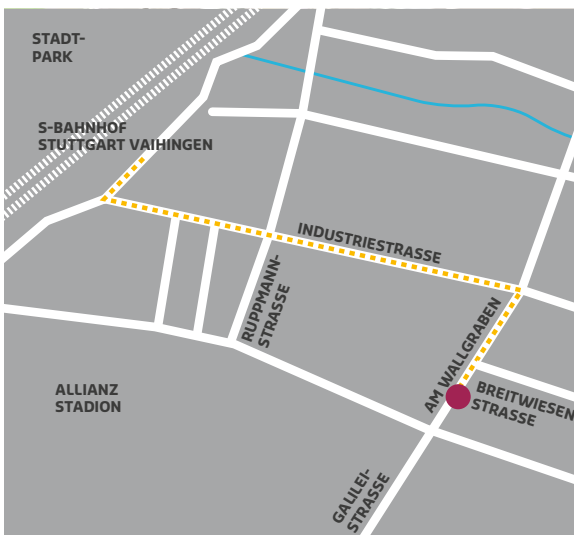 STADT-
PARK
S-BAHNHOF
STUTTGART VAIHINGEN
INDUSTRIESTRASSE
RUPPMANN-
STRASSE
AM WALLGRABEN
BREITWIESEN
STRASSE
ALLIANZ
STADION
GALILEI-
STRASSE